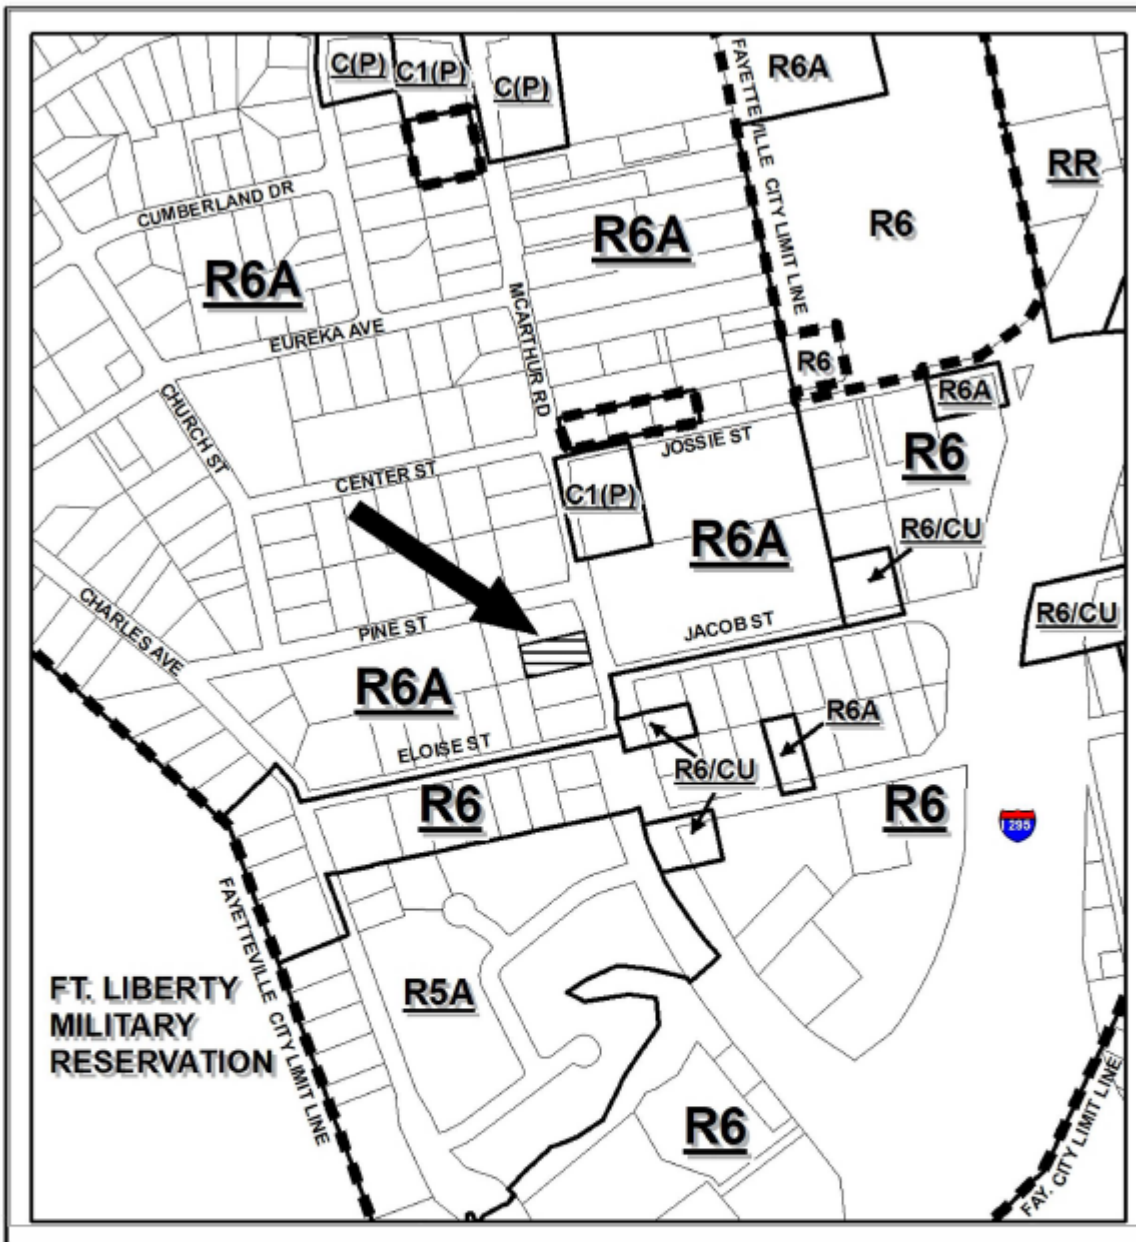 C(P)
C1(P)
C(P)
R6A
FAYETTEVILLE CITY LIMIT LINE
RR
CUMBERLAND DR
R6A
R6A
R6
MCARTHUR RD
EUREKA AVE
R6
R6A
CHURCH ST
JOSSIE ST
R6
CENTER ST
C1(P)
R6A
R6/CU
CHARLES AVE
PINE ST
JACOB ST
R6/CU
R6A
R6A
ELOISE ST
R6/CU
R6
R6
I 295
FAYETTEVILLE CITY LIMIT LINE
FT. LIBERTY
MILITARY
RESERVATION
R5A
R6
FAY. CITY LIMIT LINE